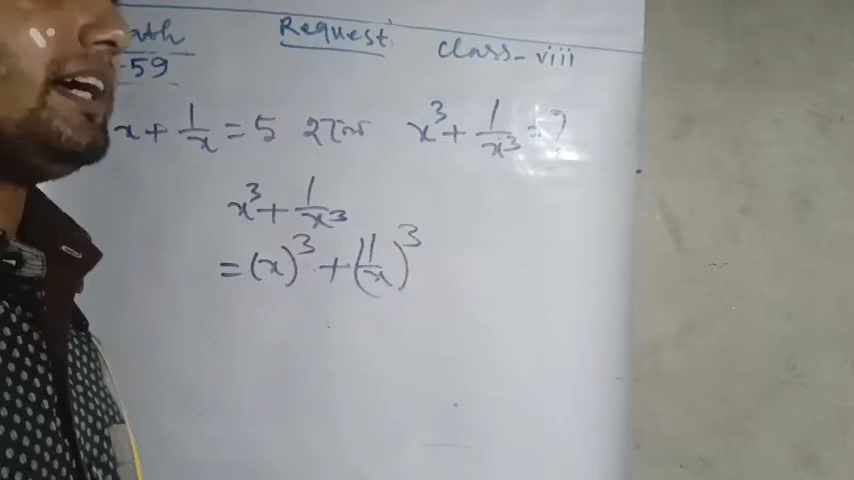 Request
class-viii
59
x + 1/x = 5 হলে x³ + 1/x³ = ?
x³ + 1/x³
= (x)³ + (1/x)³